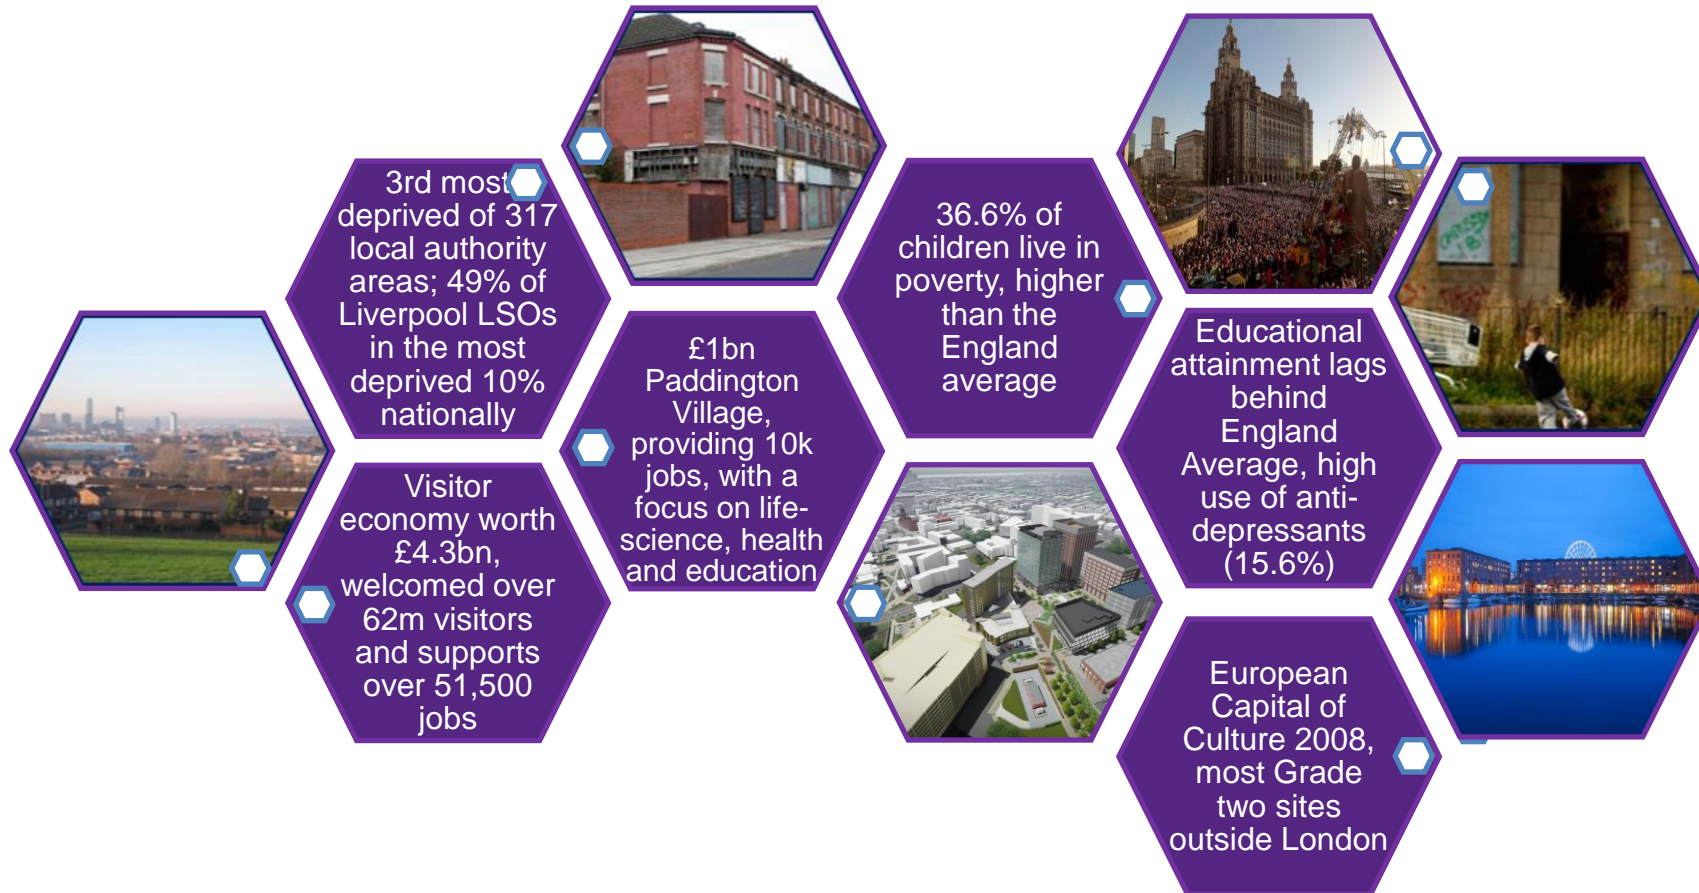 3rd most
deprived of 317
local authority
areas; 49% of
Liverpool LSOs
in the most
deprived 10%
nationally
Visitor
economy worth
£4.3bn,
welcomed over
62m visitors
and supports
over 51,500
jobs
£1bn
Paddington
Village,
providing 10k
jobs, with a
focus on life-
science, health
and education
36.6% of
children live in
poverty, higher
than the
England
average
Educational
attainment lags
behind
England
Average, high
use of anti-
depressants
(15.6%)
European
Capital of
Culture 2008,
most Grade
two sites
outside London